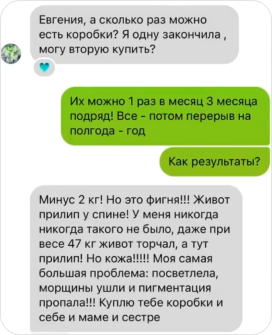 Евгения, а сколько раз можно
есть коробки? Я одну закончила ,
могу вторую купить?
Их можно 1 раз в месяц 3 месяца
подряд! Все - потом перерыв на
полгода - год
Как результаты?
Минус 2 кг! Но это фигня!!! Живот
прилип у спине! У меня никогда
никогда такого не было, даже при
весе 47 кг живот торчал, а тут
прилип! Но кожа!!!!! Моя самая
большая проблема: посветлела,
морщины ушли и пигментация
пропала!!! Куплю тебе коробки и
себе и маме и сестре